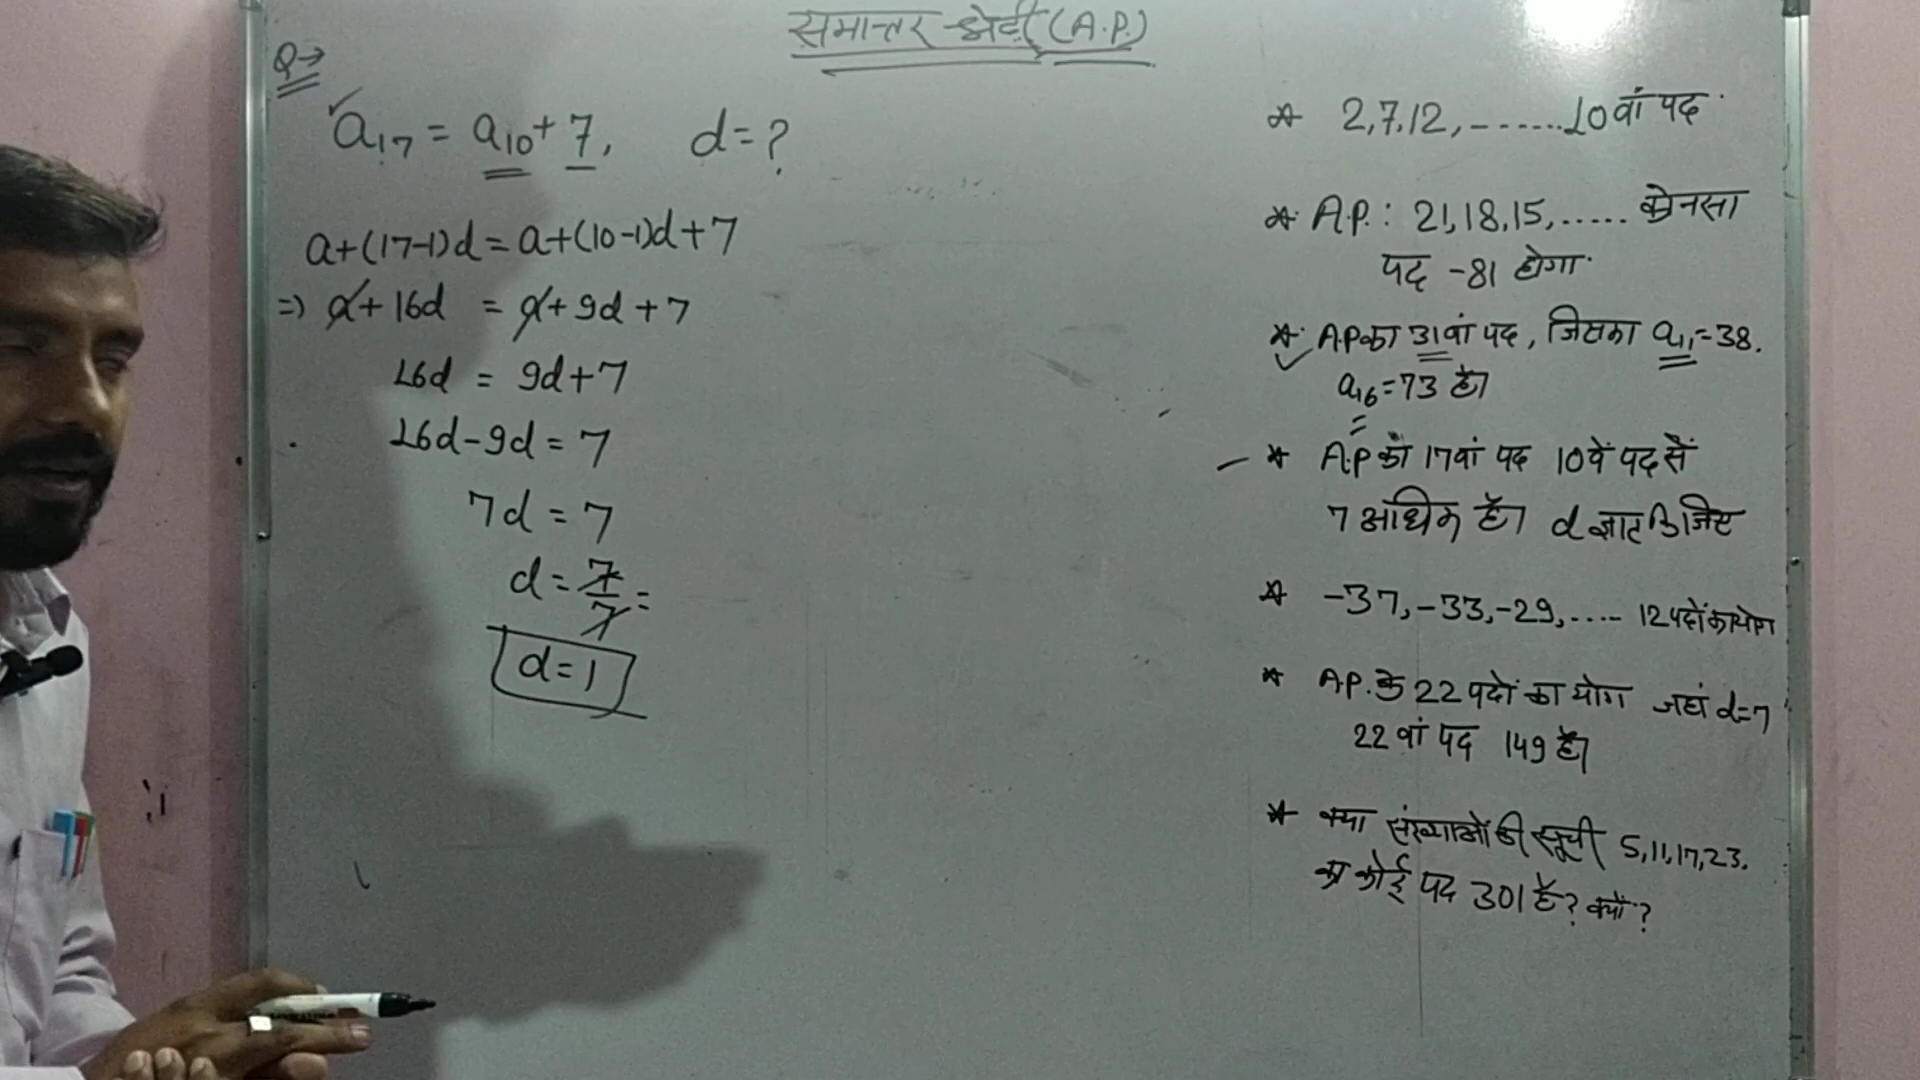 समान्तर श्रेढ़ी (A.P.)
Q→
a₁₇ = a₁₀ + 7, d = ?
a+(17-1)d = a+(10-1)d+7
=> a + 16d = a + 9d + 7
16d = 9d+7
16d-9d = 7
7d = 7
d = 7/7 =
d = 1
* 2,7,12, -......10वां पद
* A.P.: 21,18,15,...... कोनसा
पद -81 होगा
* A.P का 31वां पद, जिसका a₁₁=38.
a₁₆=73 है।
* A.P का 17वां पद 10वें पद सें
7 अधिक है। d ज्ञात किजिए
* -37,-33,-29,.... 12 पदों का योग
* A.P. के 22 पदों का योग जहां d=7
22 वां पद 149 है।
* क्या संख्याओं की सूची 5,11,17,23.
का कोई पद 301 है? क्यों?